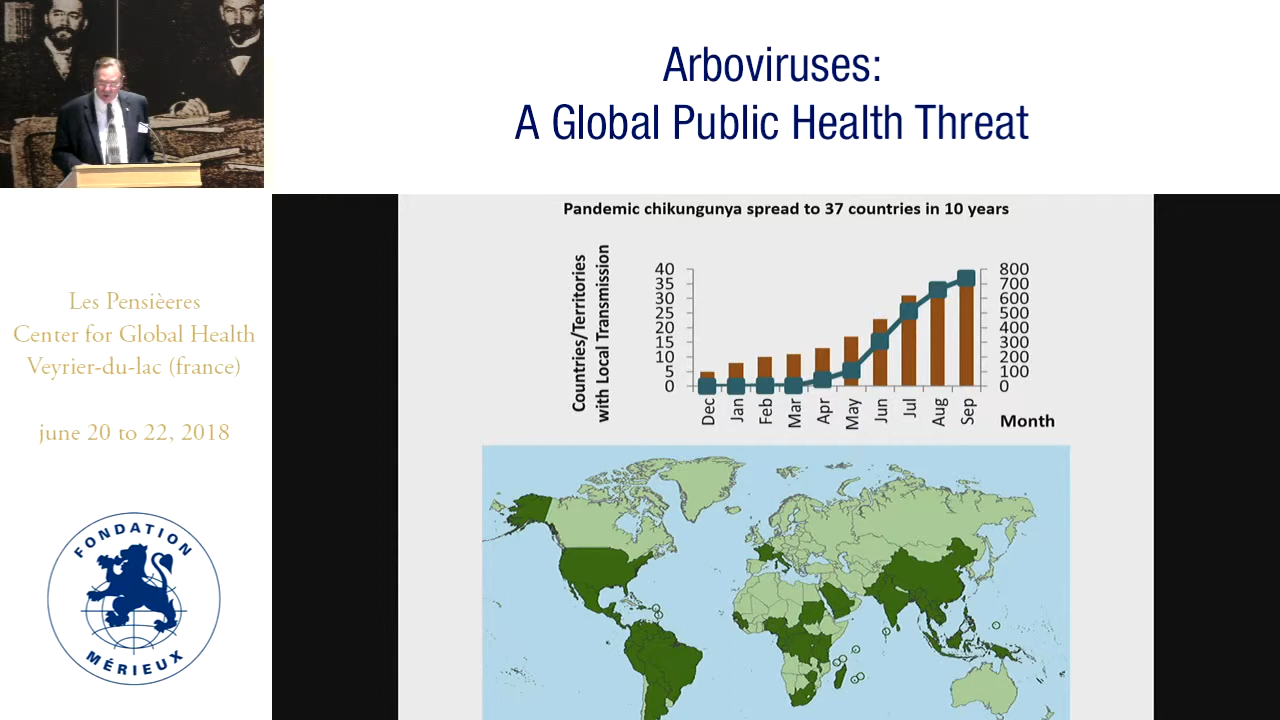 Arboviruses:
A Global Public Health Threat
Les Pensièeres
Center for Global Health
Veyrier-du-lac (france)
june 20 to 22, 2018
FONDATION
MÉRIEUX
Pandemic chikungunya spread to 37 countries in 10 years
Countries/Territories
with Local Transmission
40
35
30
25
20
15
10
5
0
800
700
600
500
400
300
200
100
0
Dec
Jan
Feb
Mar
Apr
May
Jun
Jul
Aug
Sep
Month